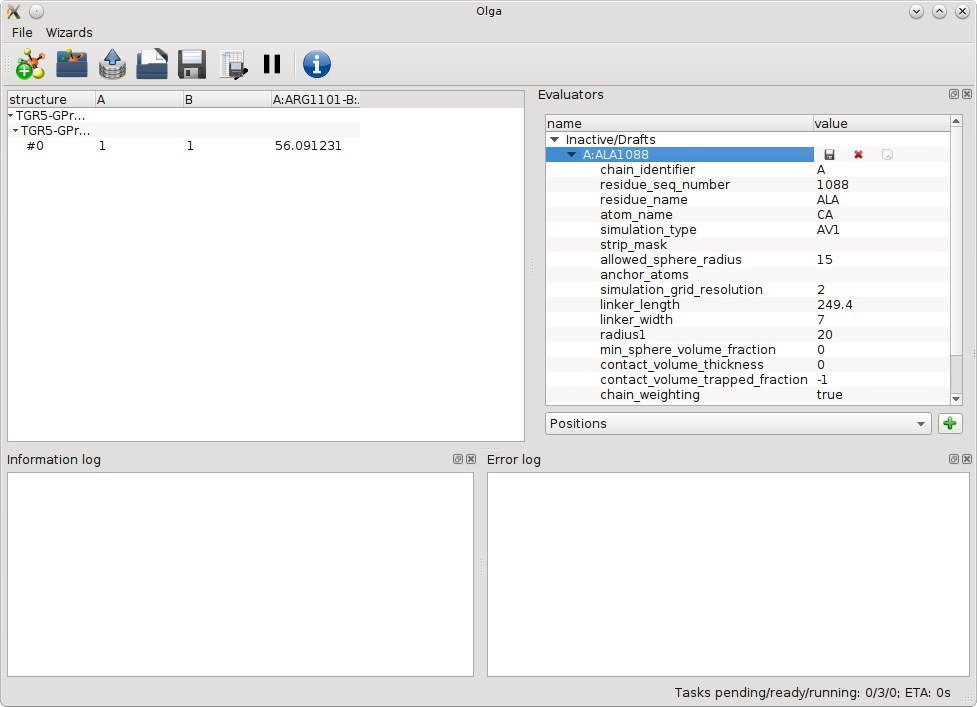 Olga
File Wizards
structure A B A:ARG1101-B:.
TGR5-GPr...
TGR5-GPr...
#0 1 1 56.091231
Evaluators
name value
Inactive/Drafts
A:ALA1088
chain_identifier A
residue_seq_number 1088
residue_name ALA
atom_name CA
simulation_type AV1
strip_mask
allowed_sphere_radius 15
anchor_atoms
simulation_grid_resolution 2
linker_length 249.4
linker_width 7
radius1 20
min_sphere_volume_fraction 0
contact_volume_thickness 0
contact_volume_trapped_fraction -1
chain_weighting true
Positions
Information log
Error log
Tasks pending/ready/running: 0/3/0; ETA: 0s